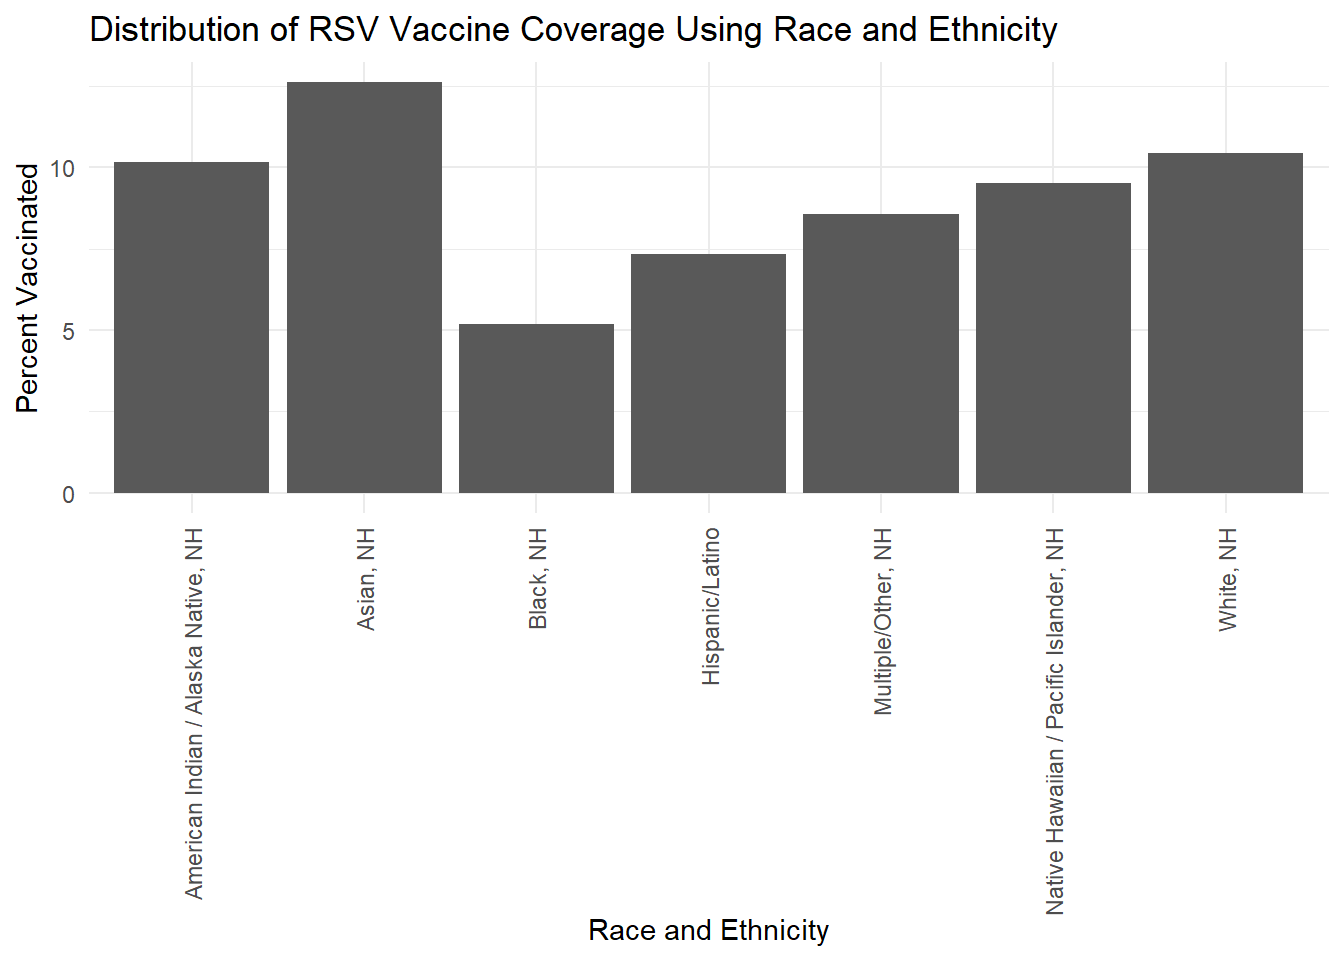 Distribution of RSV Vaccine Coverage Using Race and Ethnicity
Percent Vaccinated
10
5
0
American Indian / Alaska Native, NH
Asian, NH
Black, NH
Hispanic/Latino
Multiple/Other, NH
Native Hawaiian / Pacific Islander, NH
White, NH
Race and Ethnicity